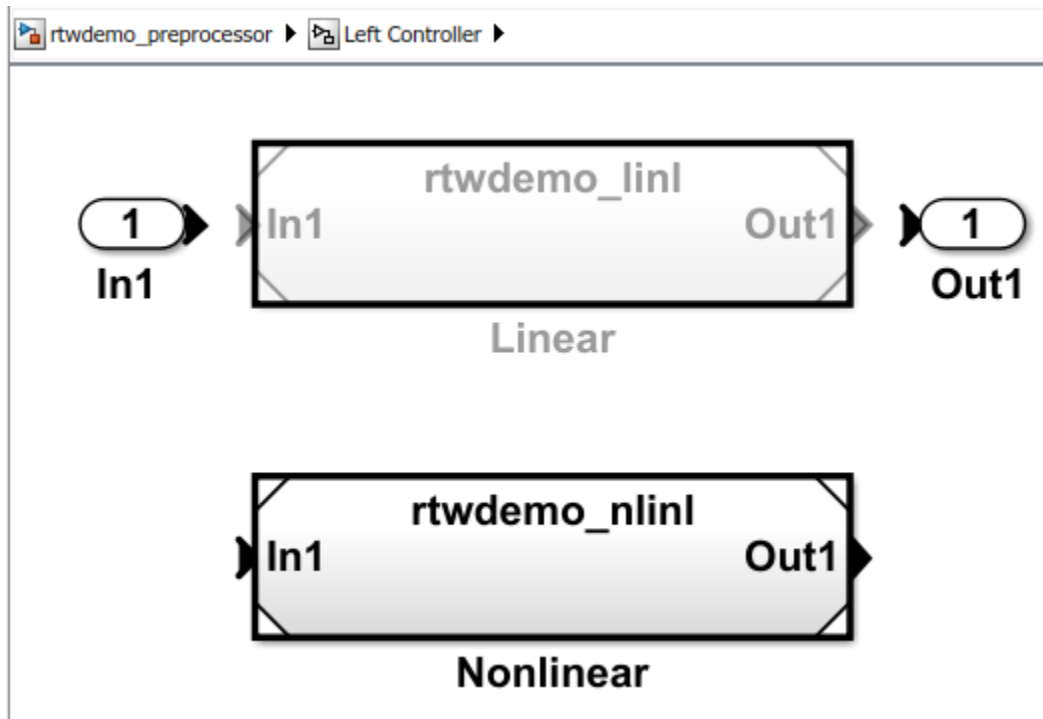 rtwdemo_preprocessor Left Controller
rtwdemo_linl
1 In1 Out1 1
In1 Out1
Linear
rtwdemo_nlinl
In1 Out1
Nonlinear